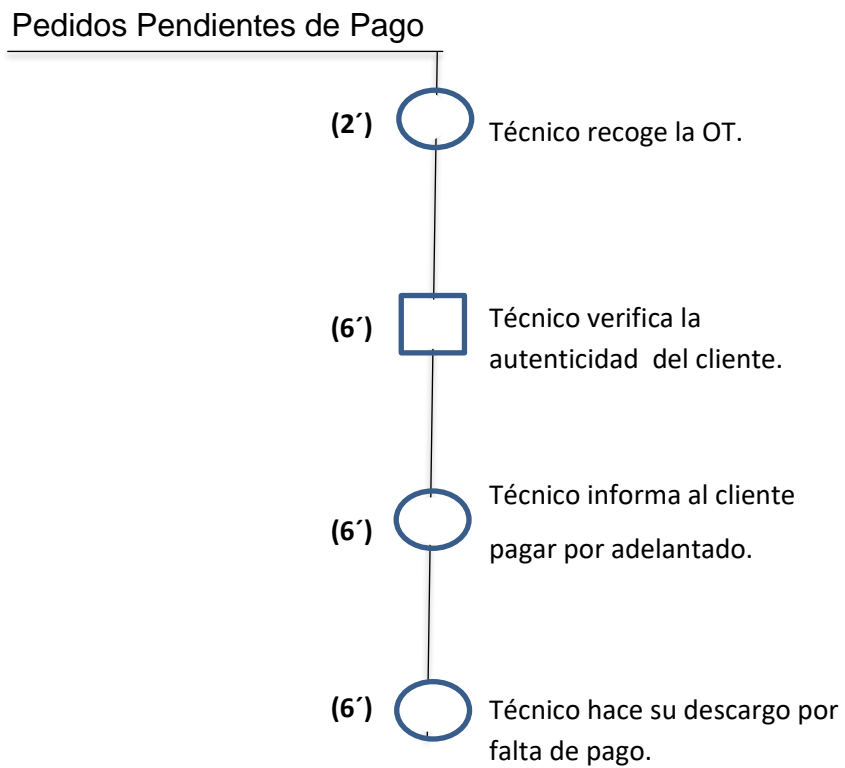 Pedidos Pendientes de Pago
(2´)
Técnico recoge la OT.
(6´)
Técnico verifica la
autenticidad  del cliente.
(6´)
Técnico informa al cliente
pagar por adelantado.
(6´)
Técnico hace su descargo por
falta de pago.